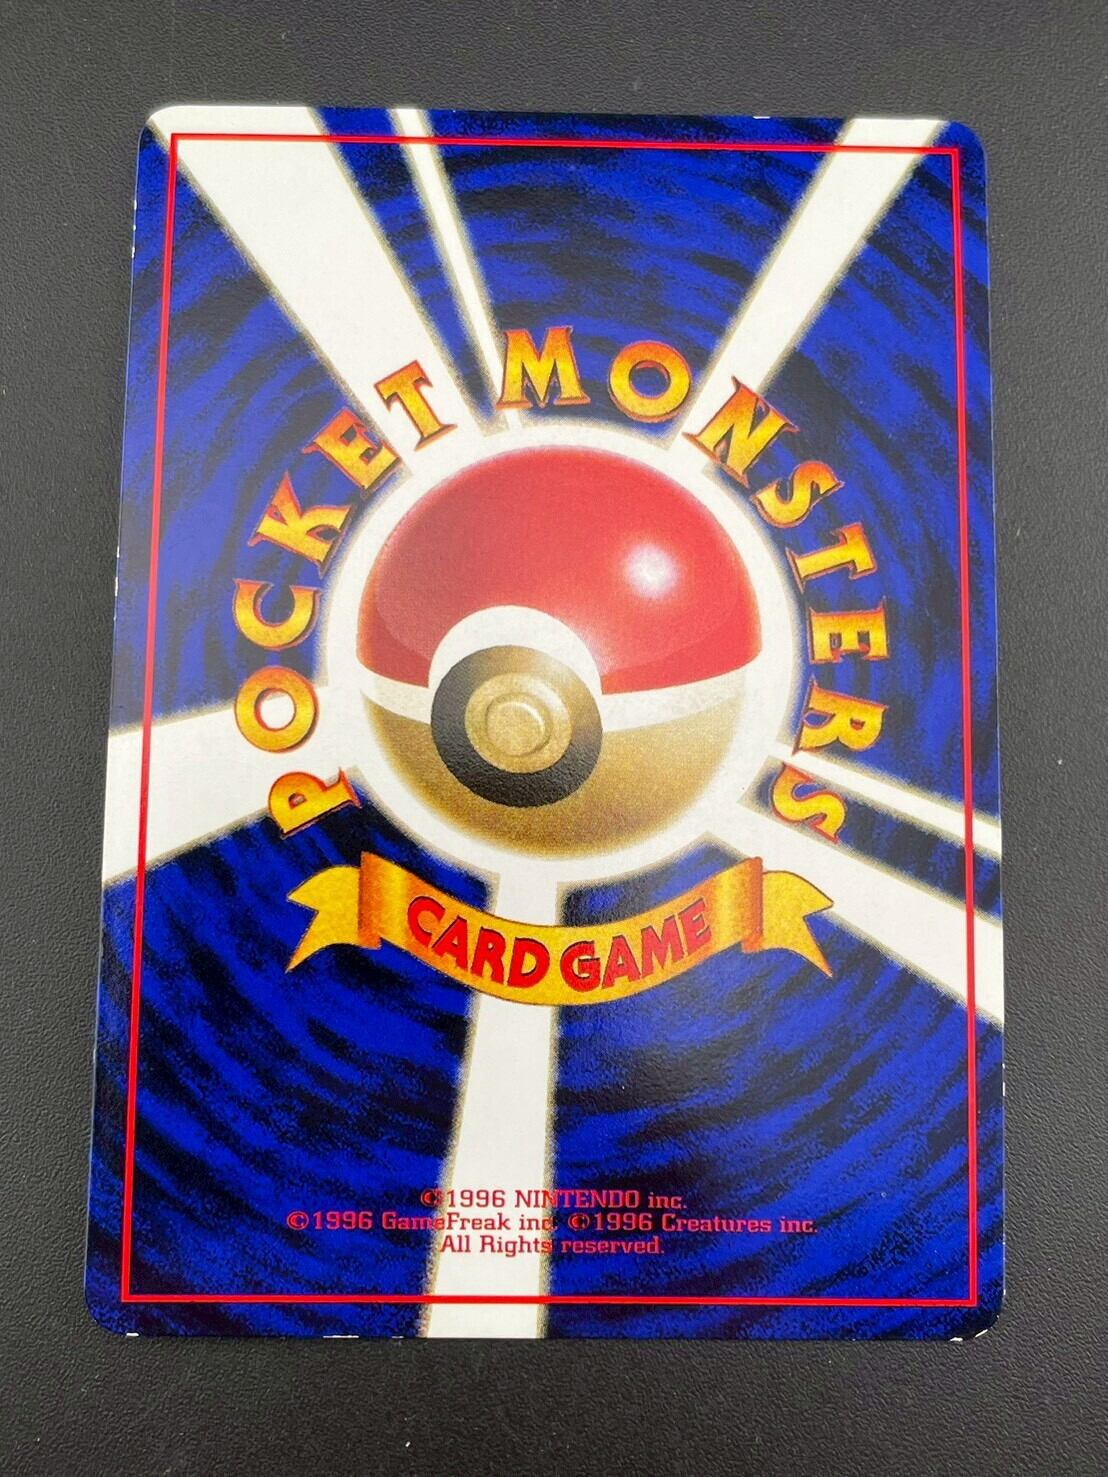 POCKET MONSTERS
CARD GAME
©1996 NINTENDO inc.
©1996 GameFreak inc. ©1996 Creatures inc.
All Rights reserved.